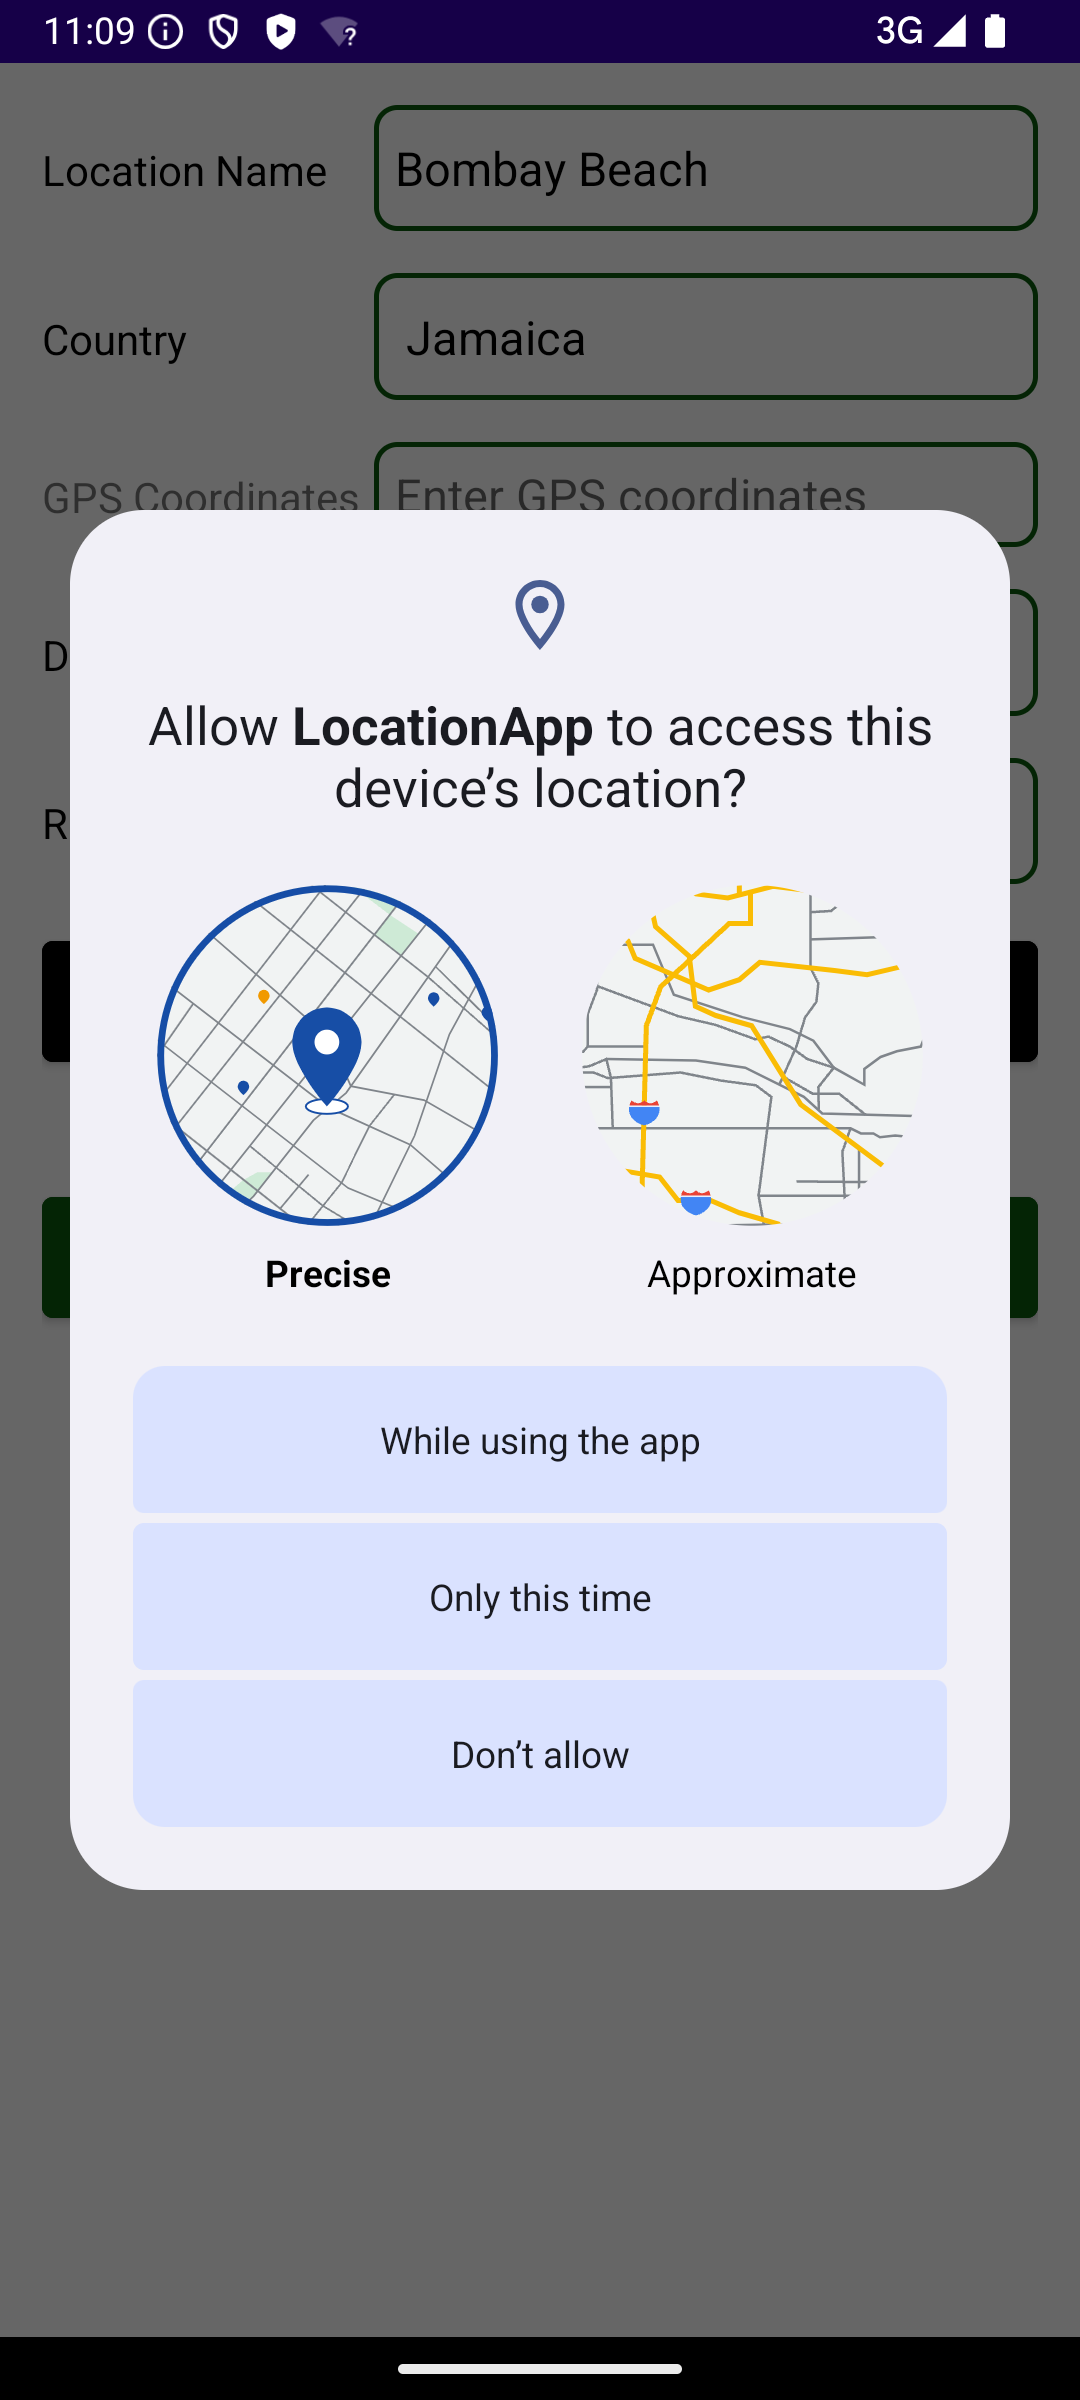 11:09
3G
Location Name
Bombay Beach
Country
Jamaica
GPS Coordinates
Enter GPS coordinates
D
R
Allow LocationApp to access this
device’s location?
Precise
Approximate
While using the app
Only this time
Don’t allow